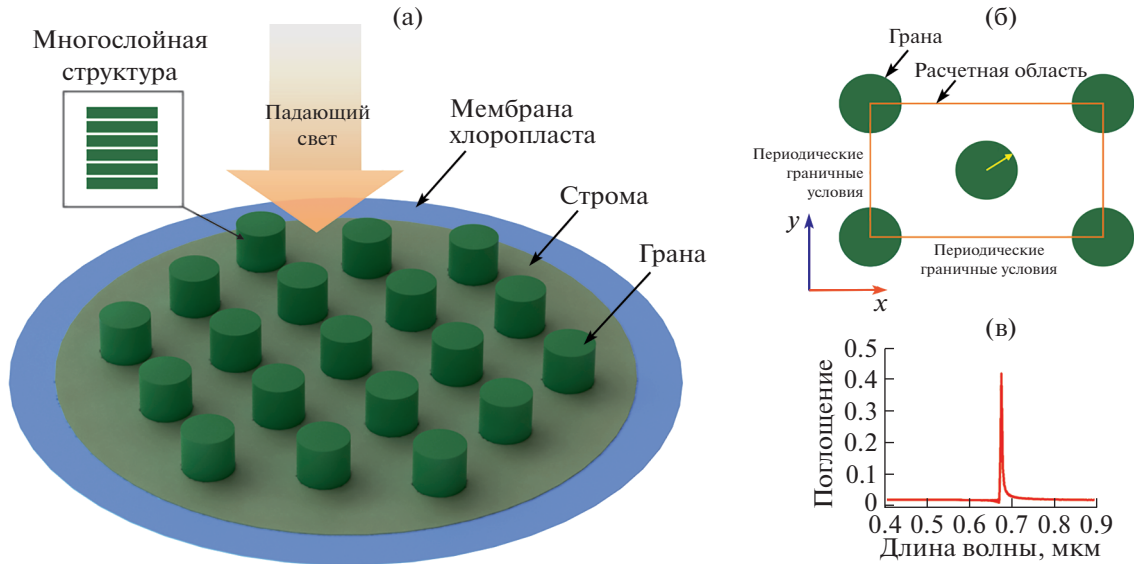 (а)
Многослойная
структура
Падающий
свет
Мембрана
хлоропласта
Строма
Грана
(б)
Грана
Расчетная область
Периодические
граничные
условия
y
Периодические
граничные условия
x
(в)
Поглощение
0.5
0.4
0.3
0.2
0.1
0
0.4 0.5 0.6 0.7 0.8 0.9
Длина волны, мкм